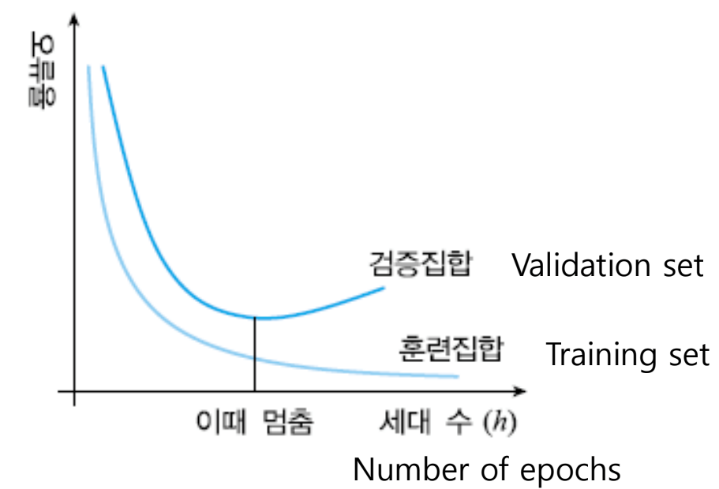 오류율
검증집합 Validation set
훈련집합 Training set
이때 멈춤 세대 수 (h)
Number of epochs